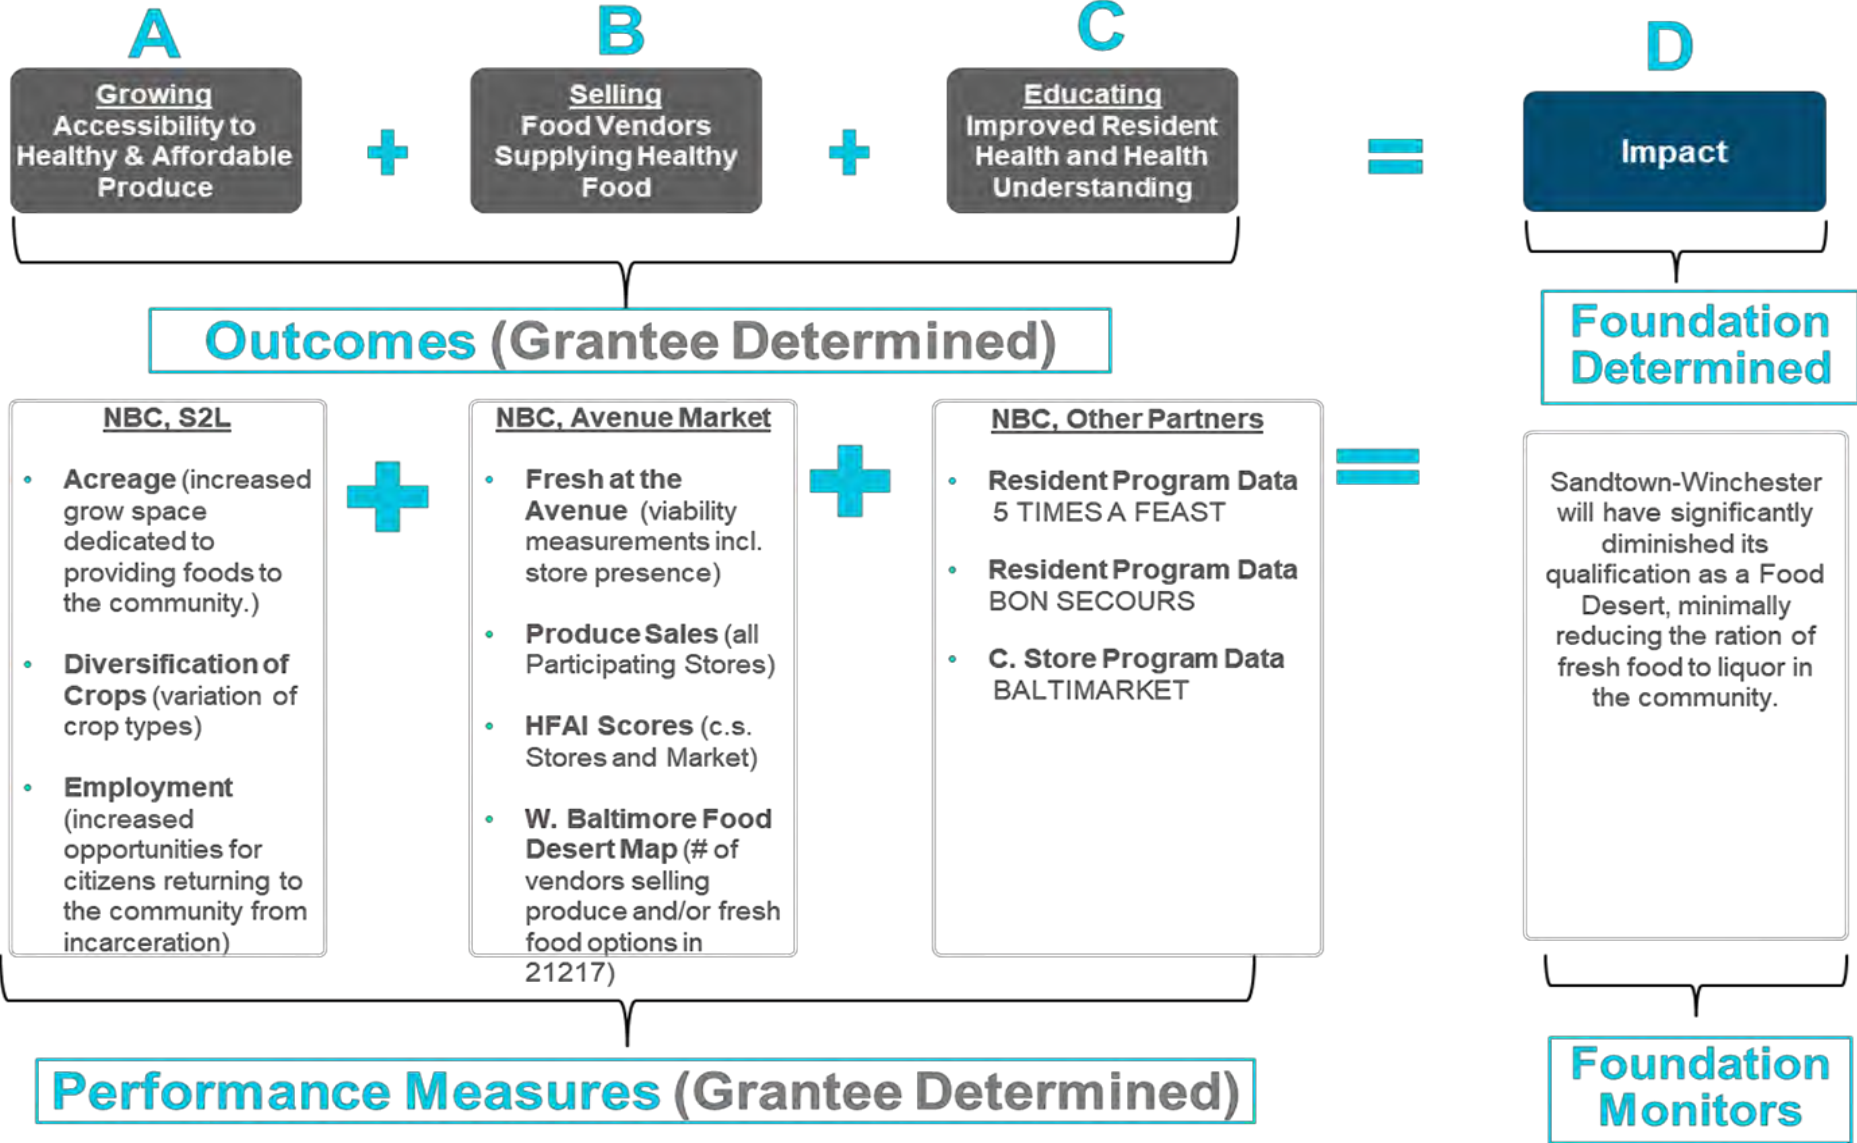 A
Growing
Accessibility to
Healthy & Affordable
Produce
+
B
Selling
Food Vendors
Supplying Healthy
Food
+
C
Educating
Improved Resident
Health and Health
Understanding
=
D
Impact
Outcomes (Grantee Determined)
Foundation
Determined
NBC, S2L
• Acreage (increased
grow space
dedicated to
providing foods to
the community.)
• Diversification of
Crops (variation of
crop types)
• Employment
(increased
opportunities for
citizens returning to
the community from
incarceration)
+
NBC, Avenue Market
• Fresh at the
Avenue (viability
measurements incl.
store presence)
• Produce Sales (all
Participating Stores)
• HFAI Scores (c.s.
Stores and Market)
• W. Baltimore Food
Desert Map (# of
vendors selling
produce and/or fresh
food options in
21217)
+
NBC, Other Partners
• Resident Program Data
5 TIMES A FEAST
• Resident Program Data
BON SECOURS
• C. Store Program Data
BALTIMARKET
=
Sandtown-Winchester
will have significantly
diminished its
qualification as a Food
Desert, minimally
reducing the ration of
fresh food to liquor in
the community.
Performance Measures (Grantee Determined)
Foundation
Monitors